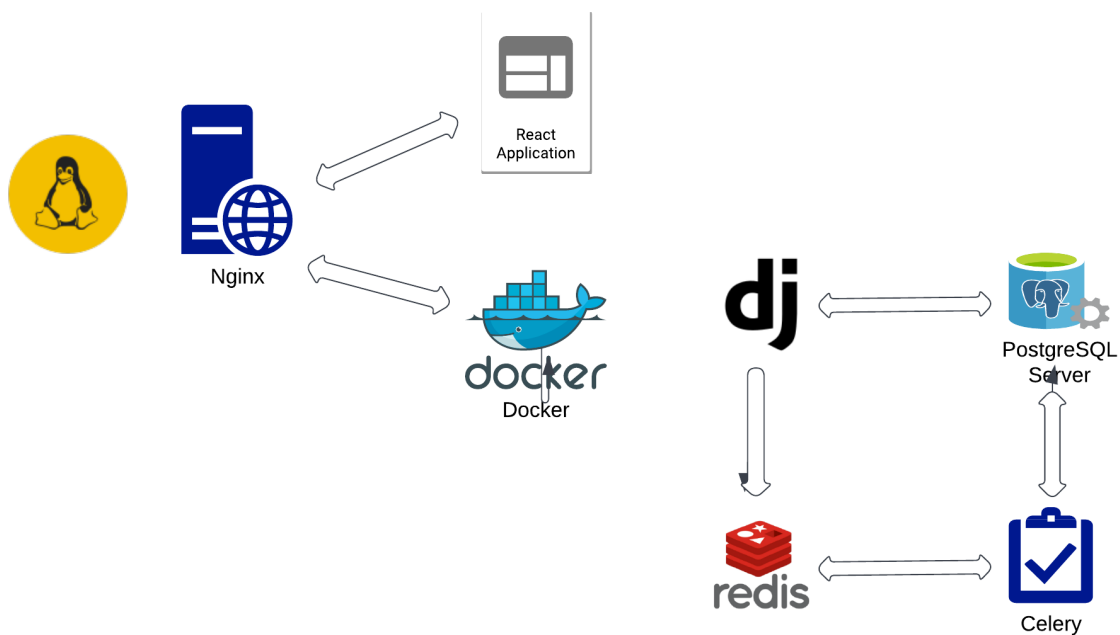 React
Application
Nginx
docker
Docker
dj
PostgreSQL
Server
redis
Celery